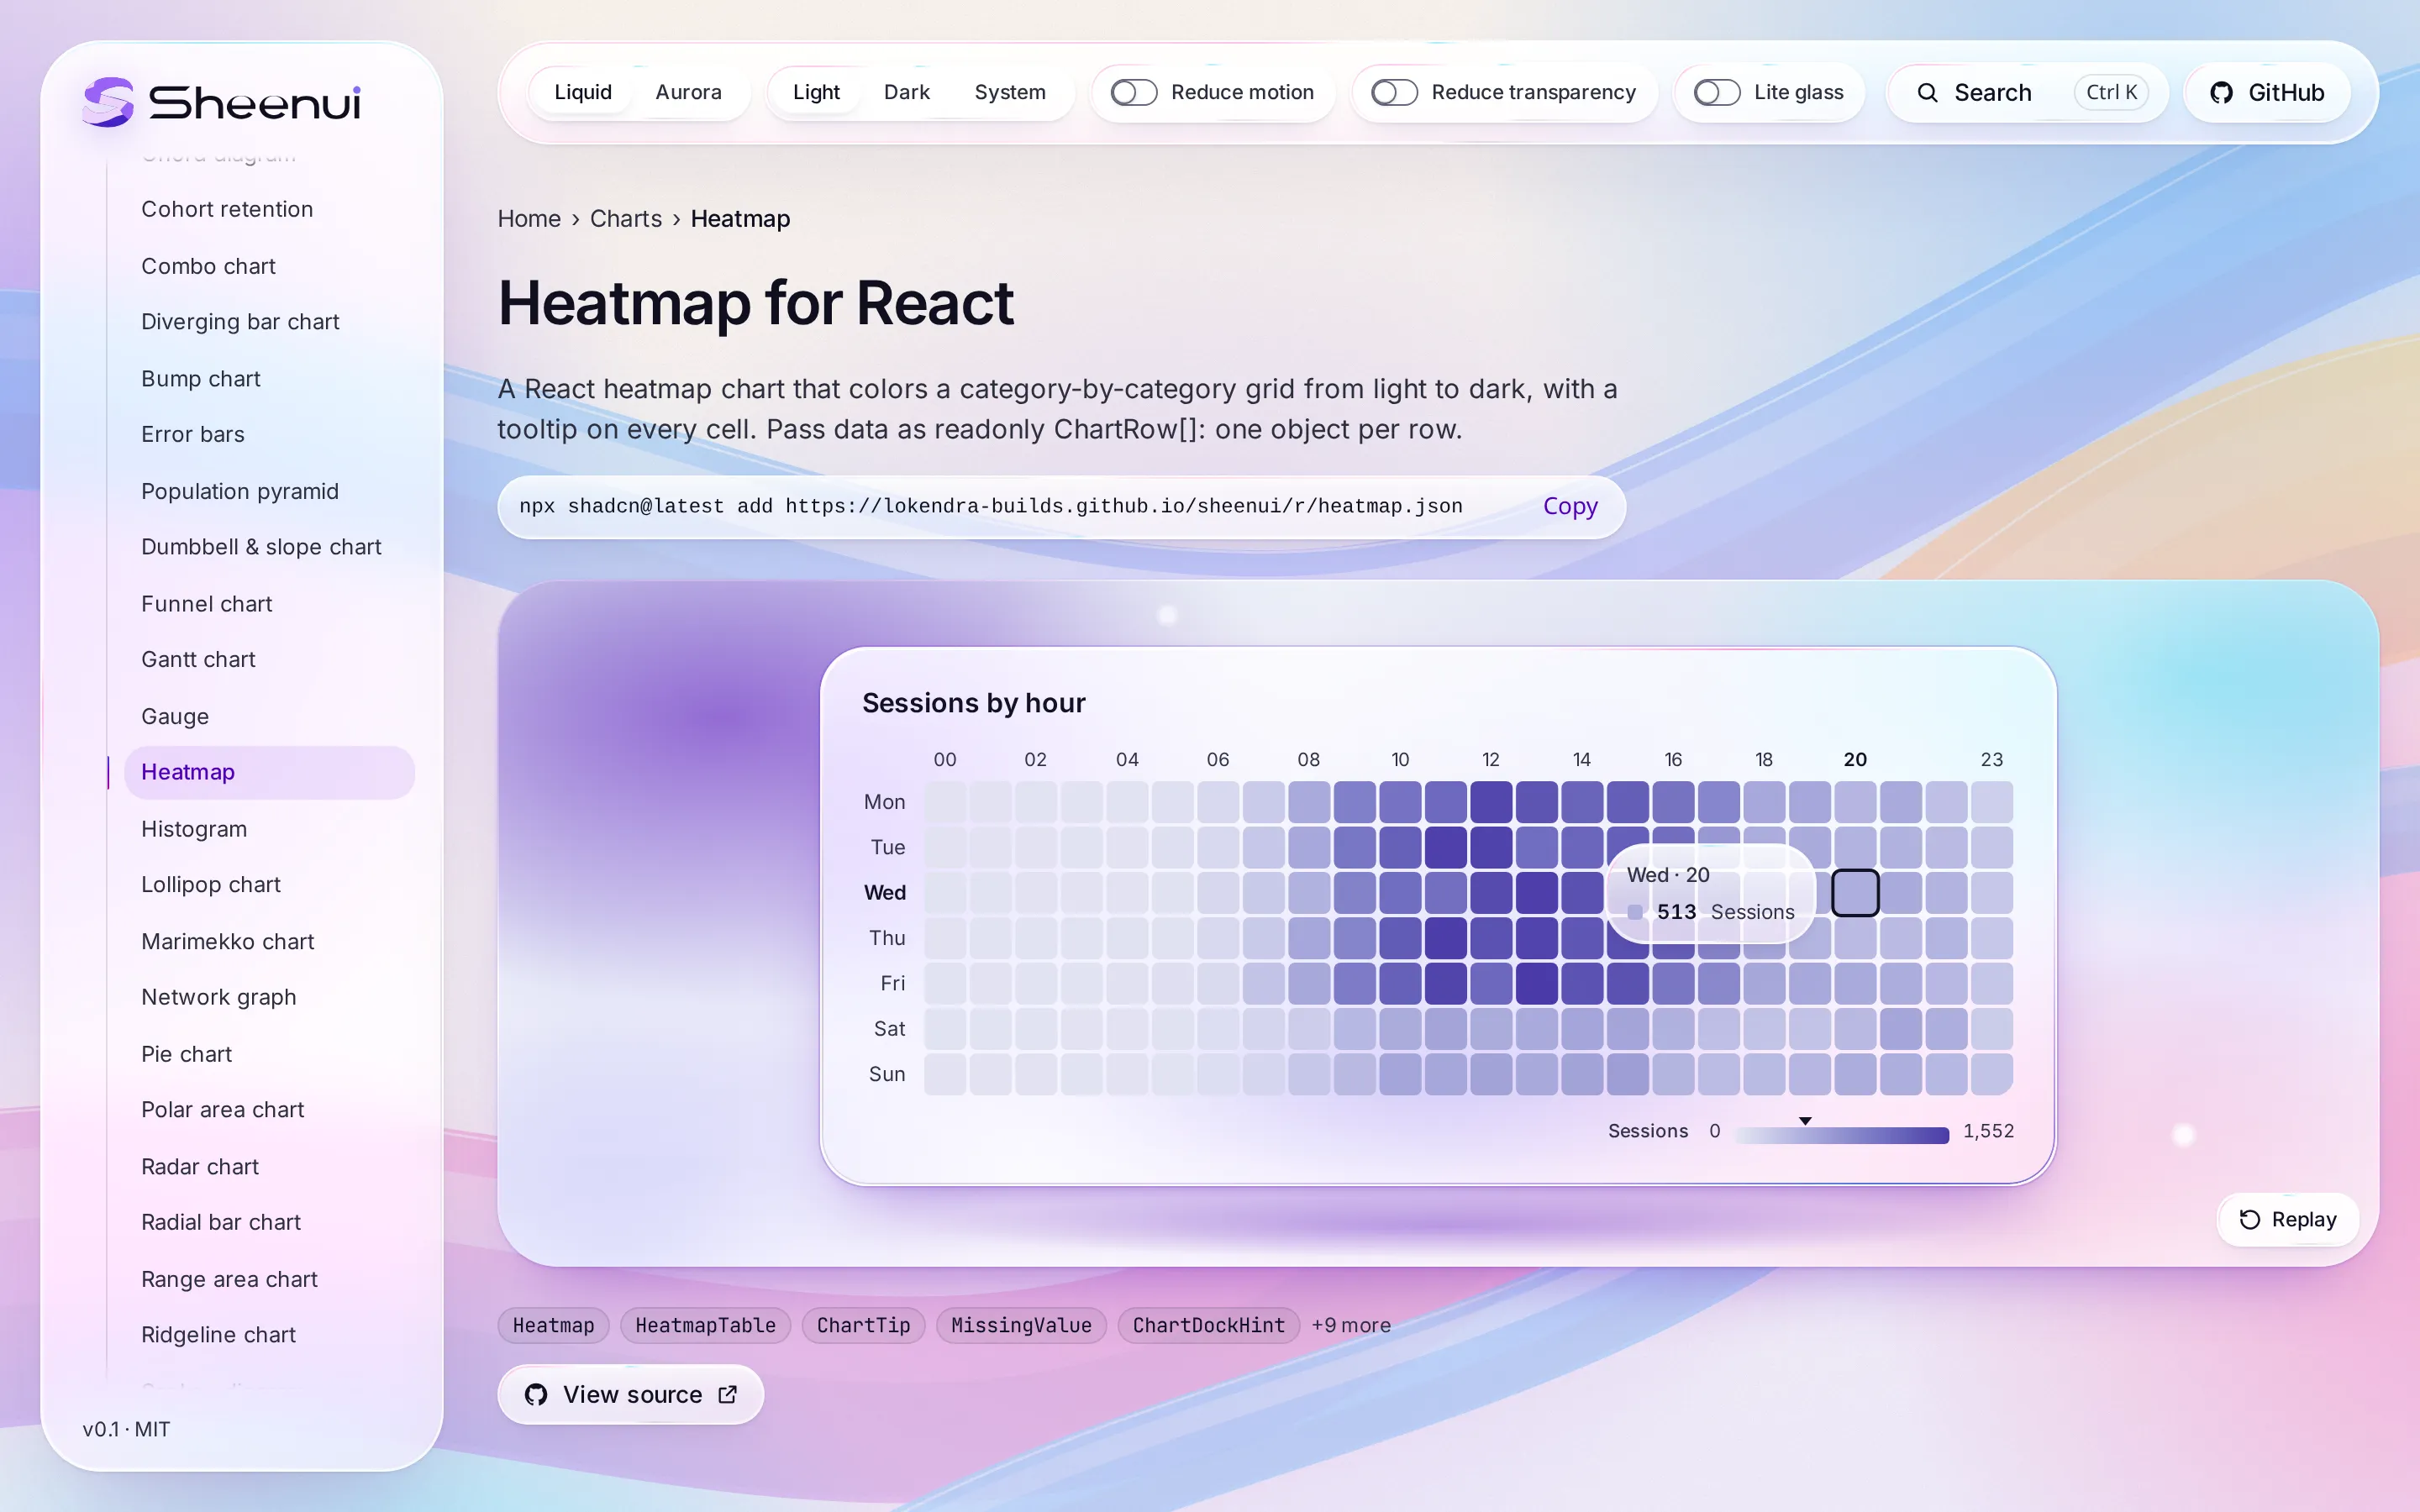 Sheenui
Cohort retention
Combo chart
Diverging bar chart
Bump chart
Error bars
Population pyramid
Dumbbell & slope chart
Funnel chart
Gantt chart
Gauge
Heatmap
Histogram
Lollipop chart
Marimekko chart
Network graph
Pie chart
Polar area chart
Radar chart
Radial bar chart
Range area chart
Ridgeline chart
v0.1 · MIT
Liquid Aurora Light Dark System Reduce motion Reduce transparency Lite glass Search Ctrl K GitHub
Home › Charts › Heatmap
Heatmap for React
A React heatmap chart that colors a category-by-category grid from light to dark, with a
tooltip on every cell. Pass data as readonly ChartRow[]: one object per row.
npx shadcn@latest add https://lokendra-builds.github.io/sheenui/r/heatmap.json Copy
Sessions by hour
00 02 04 06 08 10 12 14 16 18 20 23
Mon
Tue
Wed
Thu
Fri
Sat
Sun
Wed · 20
513 Sessions
Sessions 0 1,552
Replay
Heatmap HeatmapTable ChartTip MissingValue ChartDockHint +9 more
View source